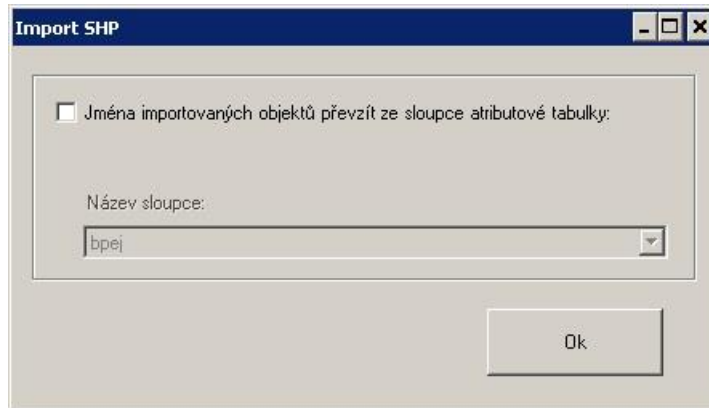 Import SHP
Jména importovaných objektů převzít ze sloupce atributové tabulky:
Název sloupce:
bpej
Ok